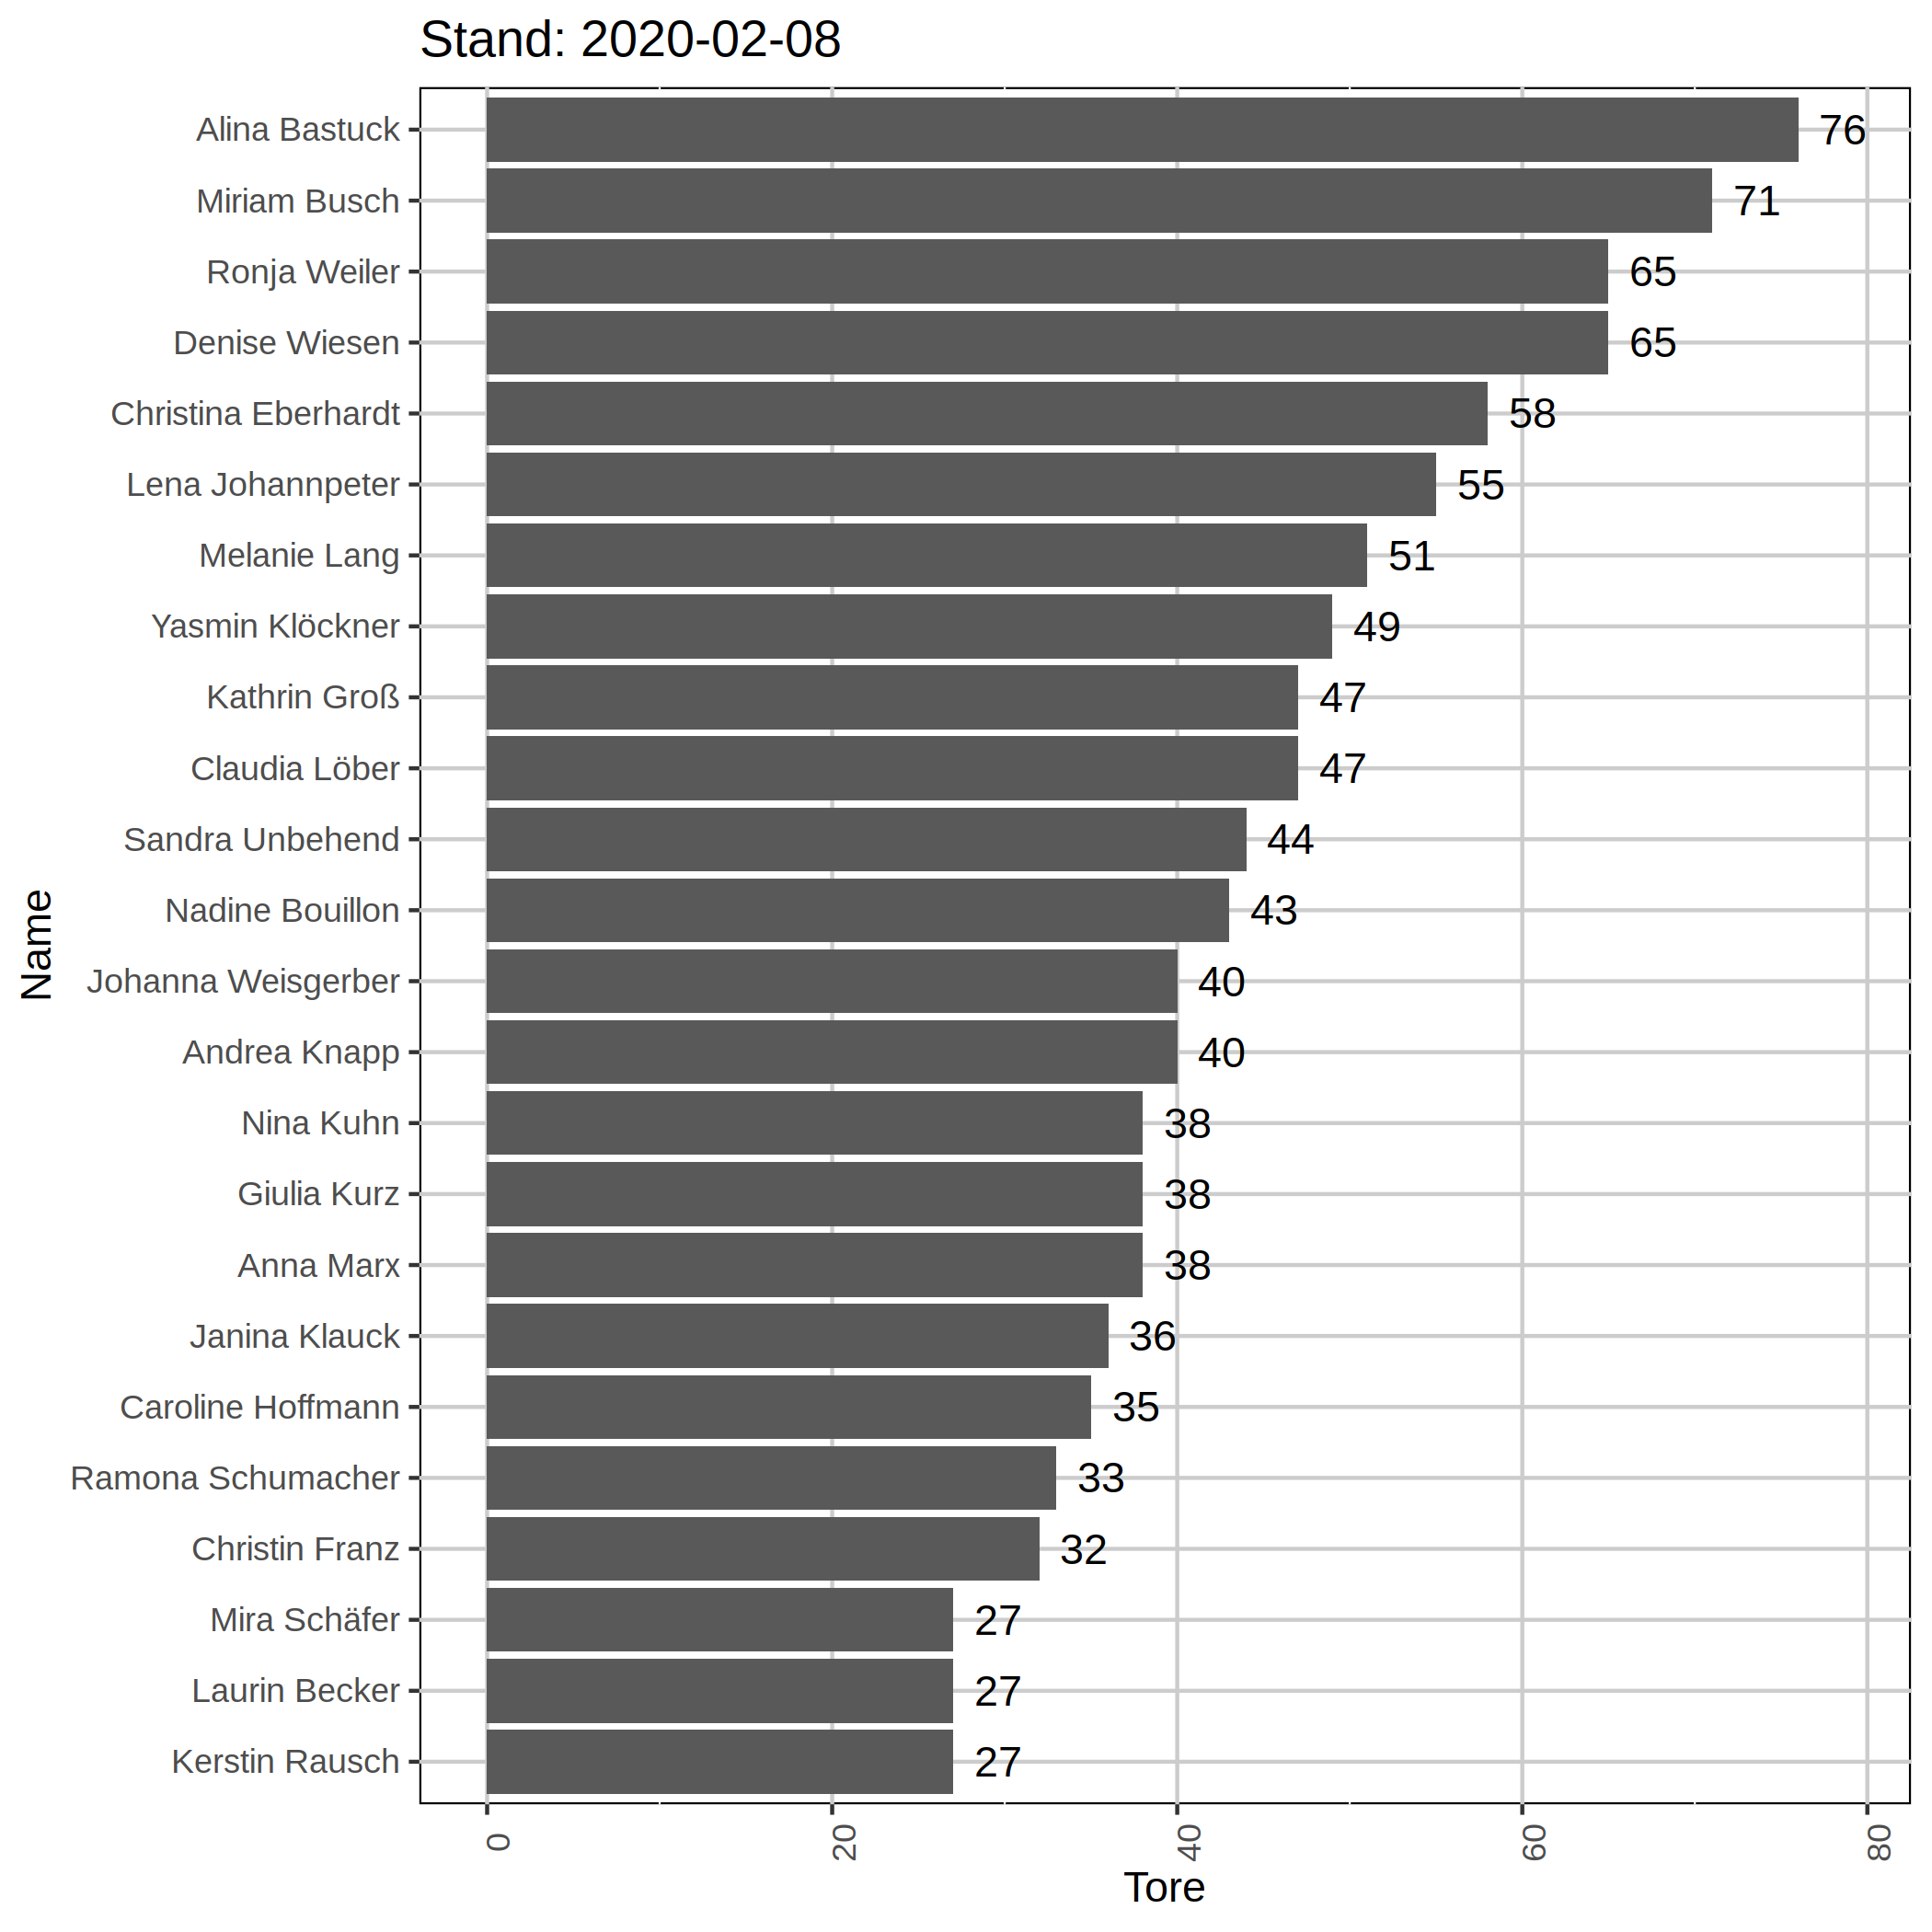 Stand: 2020-02-08
Alina Bastuck 76
Miriam Busch 71
Ronja Weiler 65
Denise Wiesen 65
Christina Eberhardt 58
Lena Johannpeter 55
Melanie Lang 51
Yasmin Klöckner 49
Kathrin Groß 47
Claudia Löber 47
Sandra Unbehend 44
Nadine Bouillon 43
Johanna Weisgerber 40
Andrea Knapp 40
Nina Kuhn 38
Giulia Kurz 38
Anna Marx 38
Janina Klauck 36
Caroline Hoffmann 35
Ramona Schumacher 33
Christin Franz 32
Mira Schäfer 27
Laurin Becker 27
Kerstin Rausch 27
Name
0 20 40 60 80
Tore